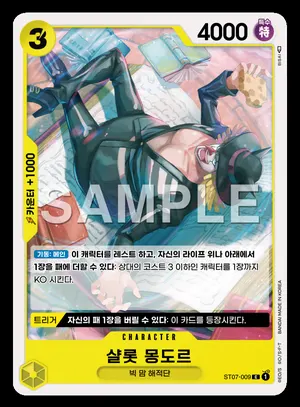 3
4000
특수
特
카운터 +1000
SAMPLE
기동: 메인 이 캐릭터를 레스트 하고, 자신의 라이프 위나 아래에서
1장을 패에 더할 수 있다: 상대의 코스트 3 이하인 캐릭터를 1장까지
KO 시킨다.
트리거 자신의 패 1장을 버릴 수 있다: 이 카드를 등장시킨다.
CHARACTER
샬롯 몽도르
빅 맘 해적단
ST07-009 C 1